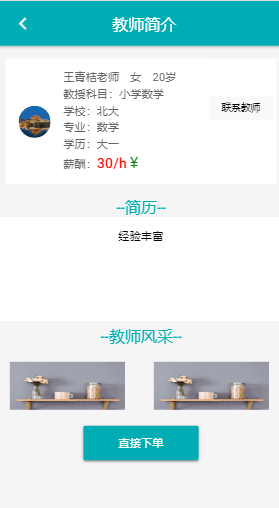 教师简介
王青桔老师 女 20岁
教授科目：小学数学
学校：北大
联系教师
专业：数学
学历：大一
薪酬：30/h ¥
--简历--
经验丰富
--教师风采--
直接下单